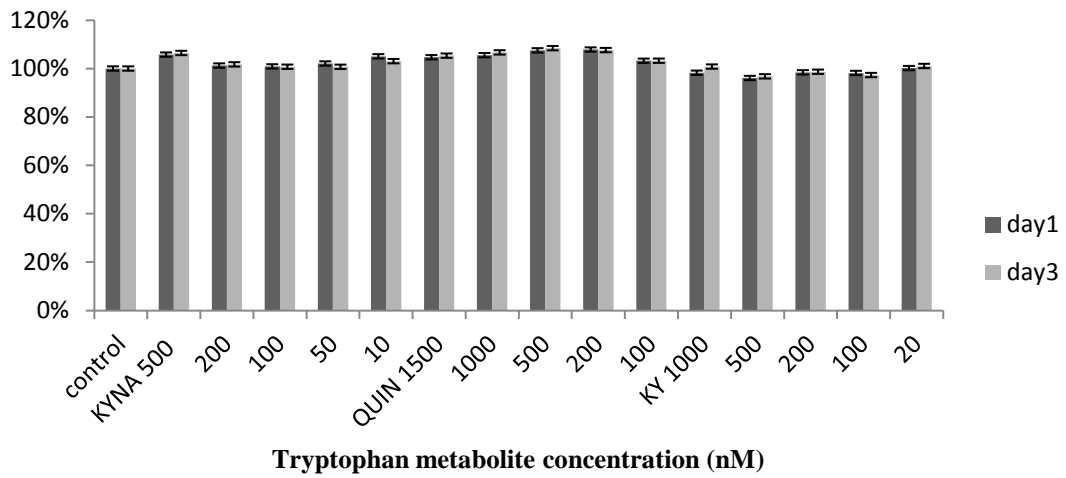 120%
100%
80%
60%
40%
20%
0%
control
KYNA 500
200
100
50
10
QUIN 1500
1000
500
200
100
KY 1000
500
200
100
20
day1
day3
Tryptophan metabolite concentration (nM)